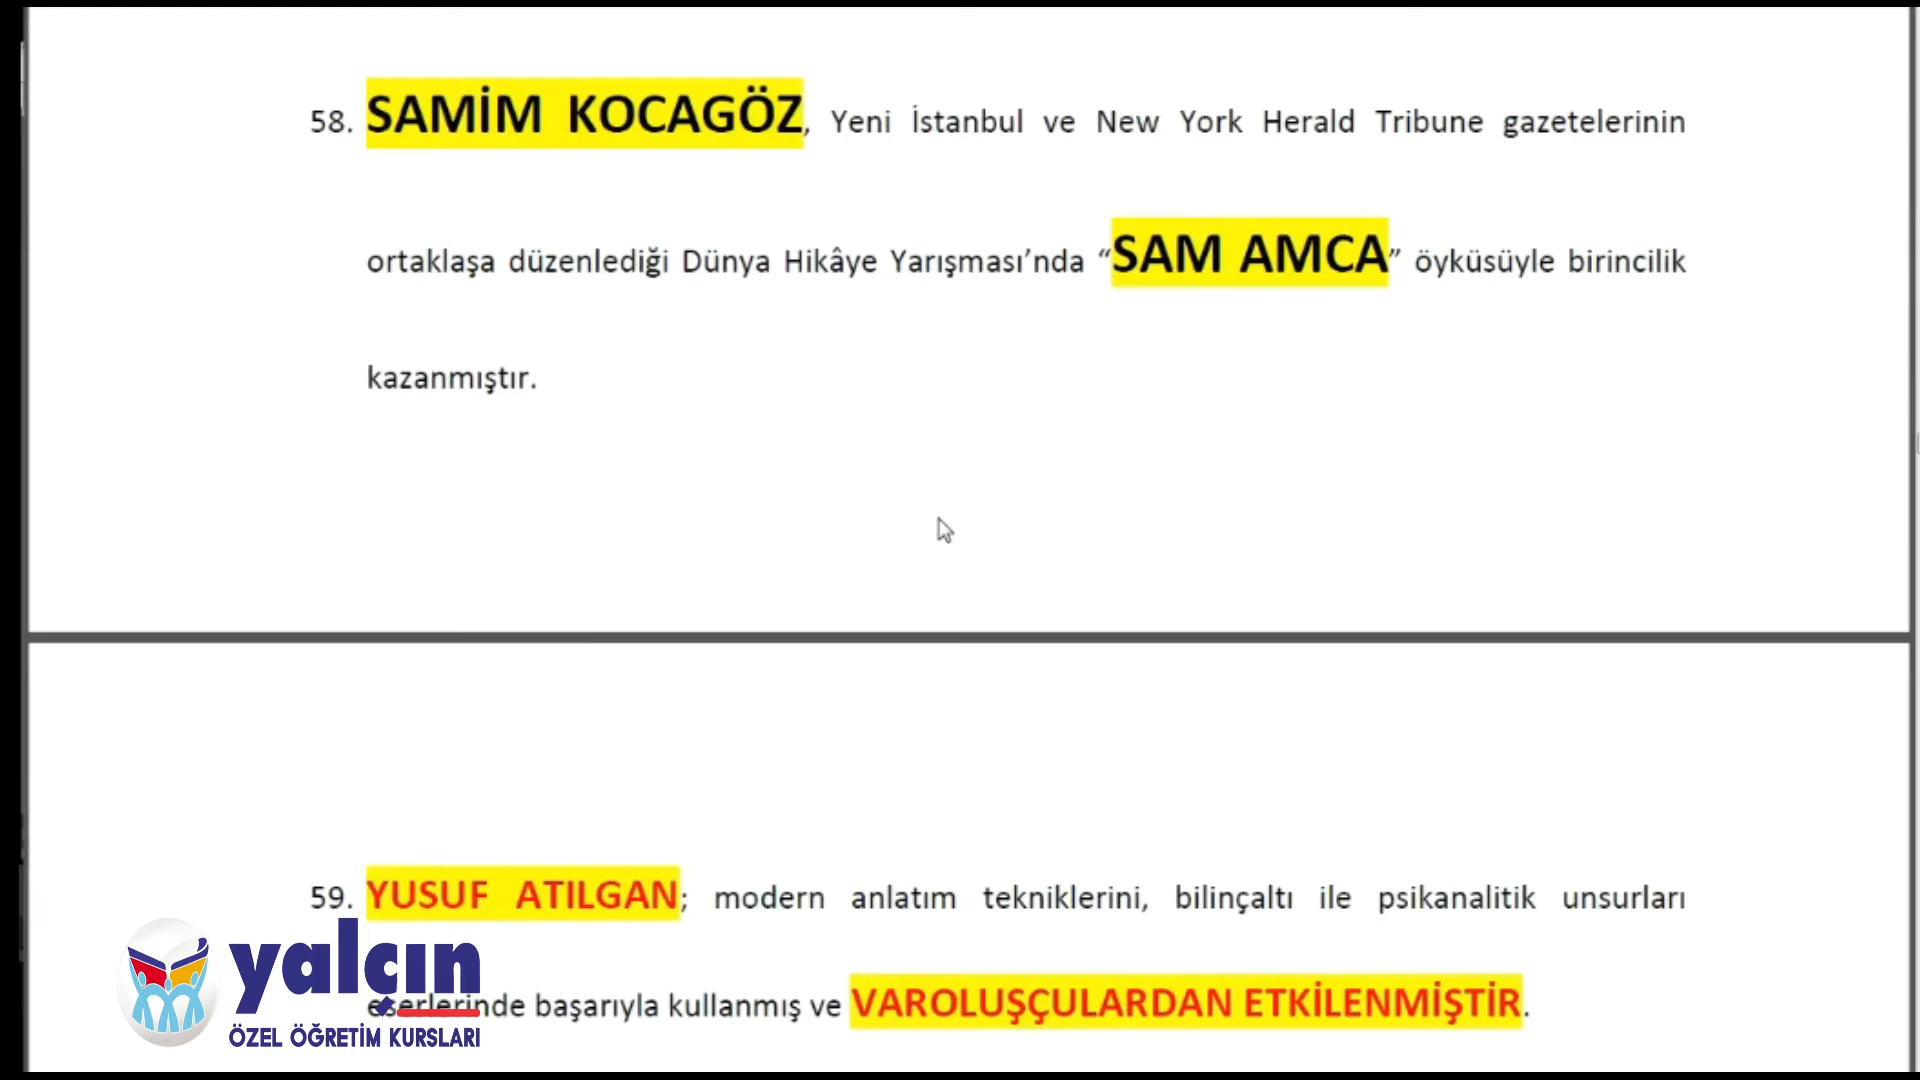 58. SAMİM KOCAGÖZ, Yeni İstanbul ve New York Herald Tribune gazetelerinin
ortaklaşa düzenlediği Dünya Hikâye Yarışması’nda “SAM AMCA” öyküsüyle birincilik
kazanmıştır.
59. YUSUF ATILGAN; modern anlatım tekniklerini, bilinçaltı ile psikanalitik unsurları
eserlerinde başarıyla kullanmış ve VAROLUŞÇULARDAN ETKİLENMİŞTİR.
yalçın
ÖZEL ÖĞRETİM KURSLARI